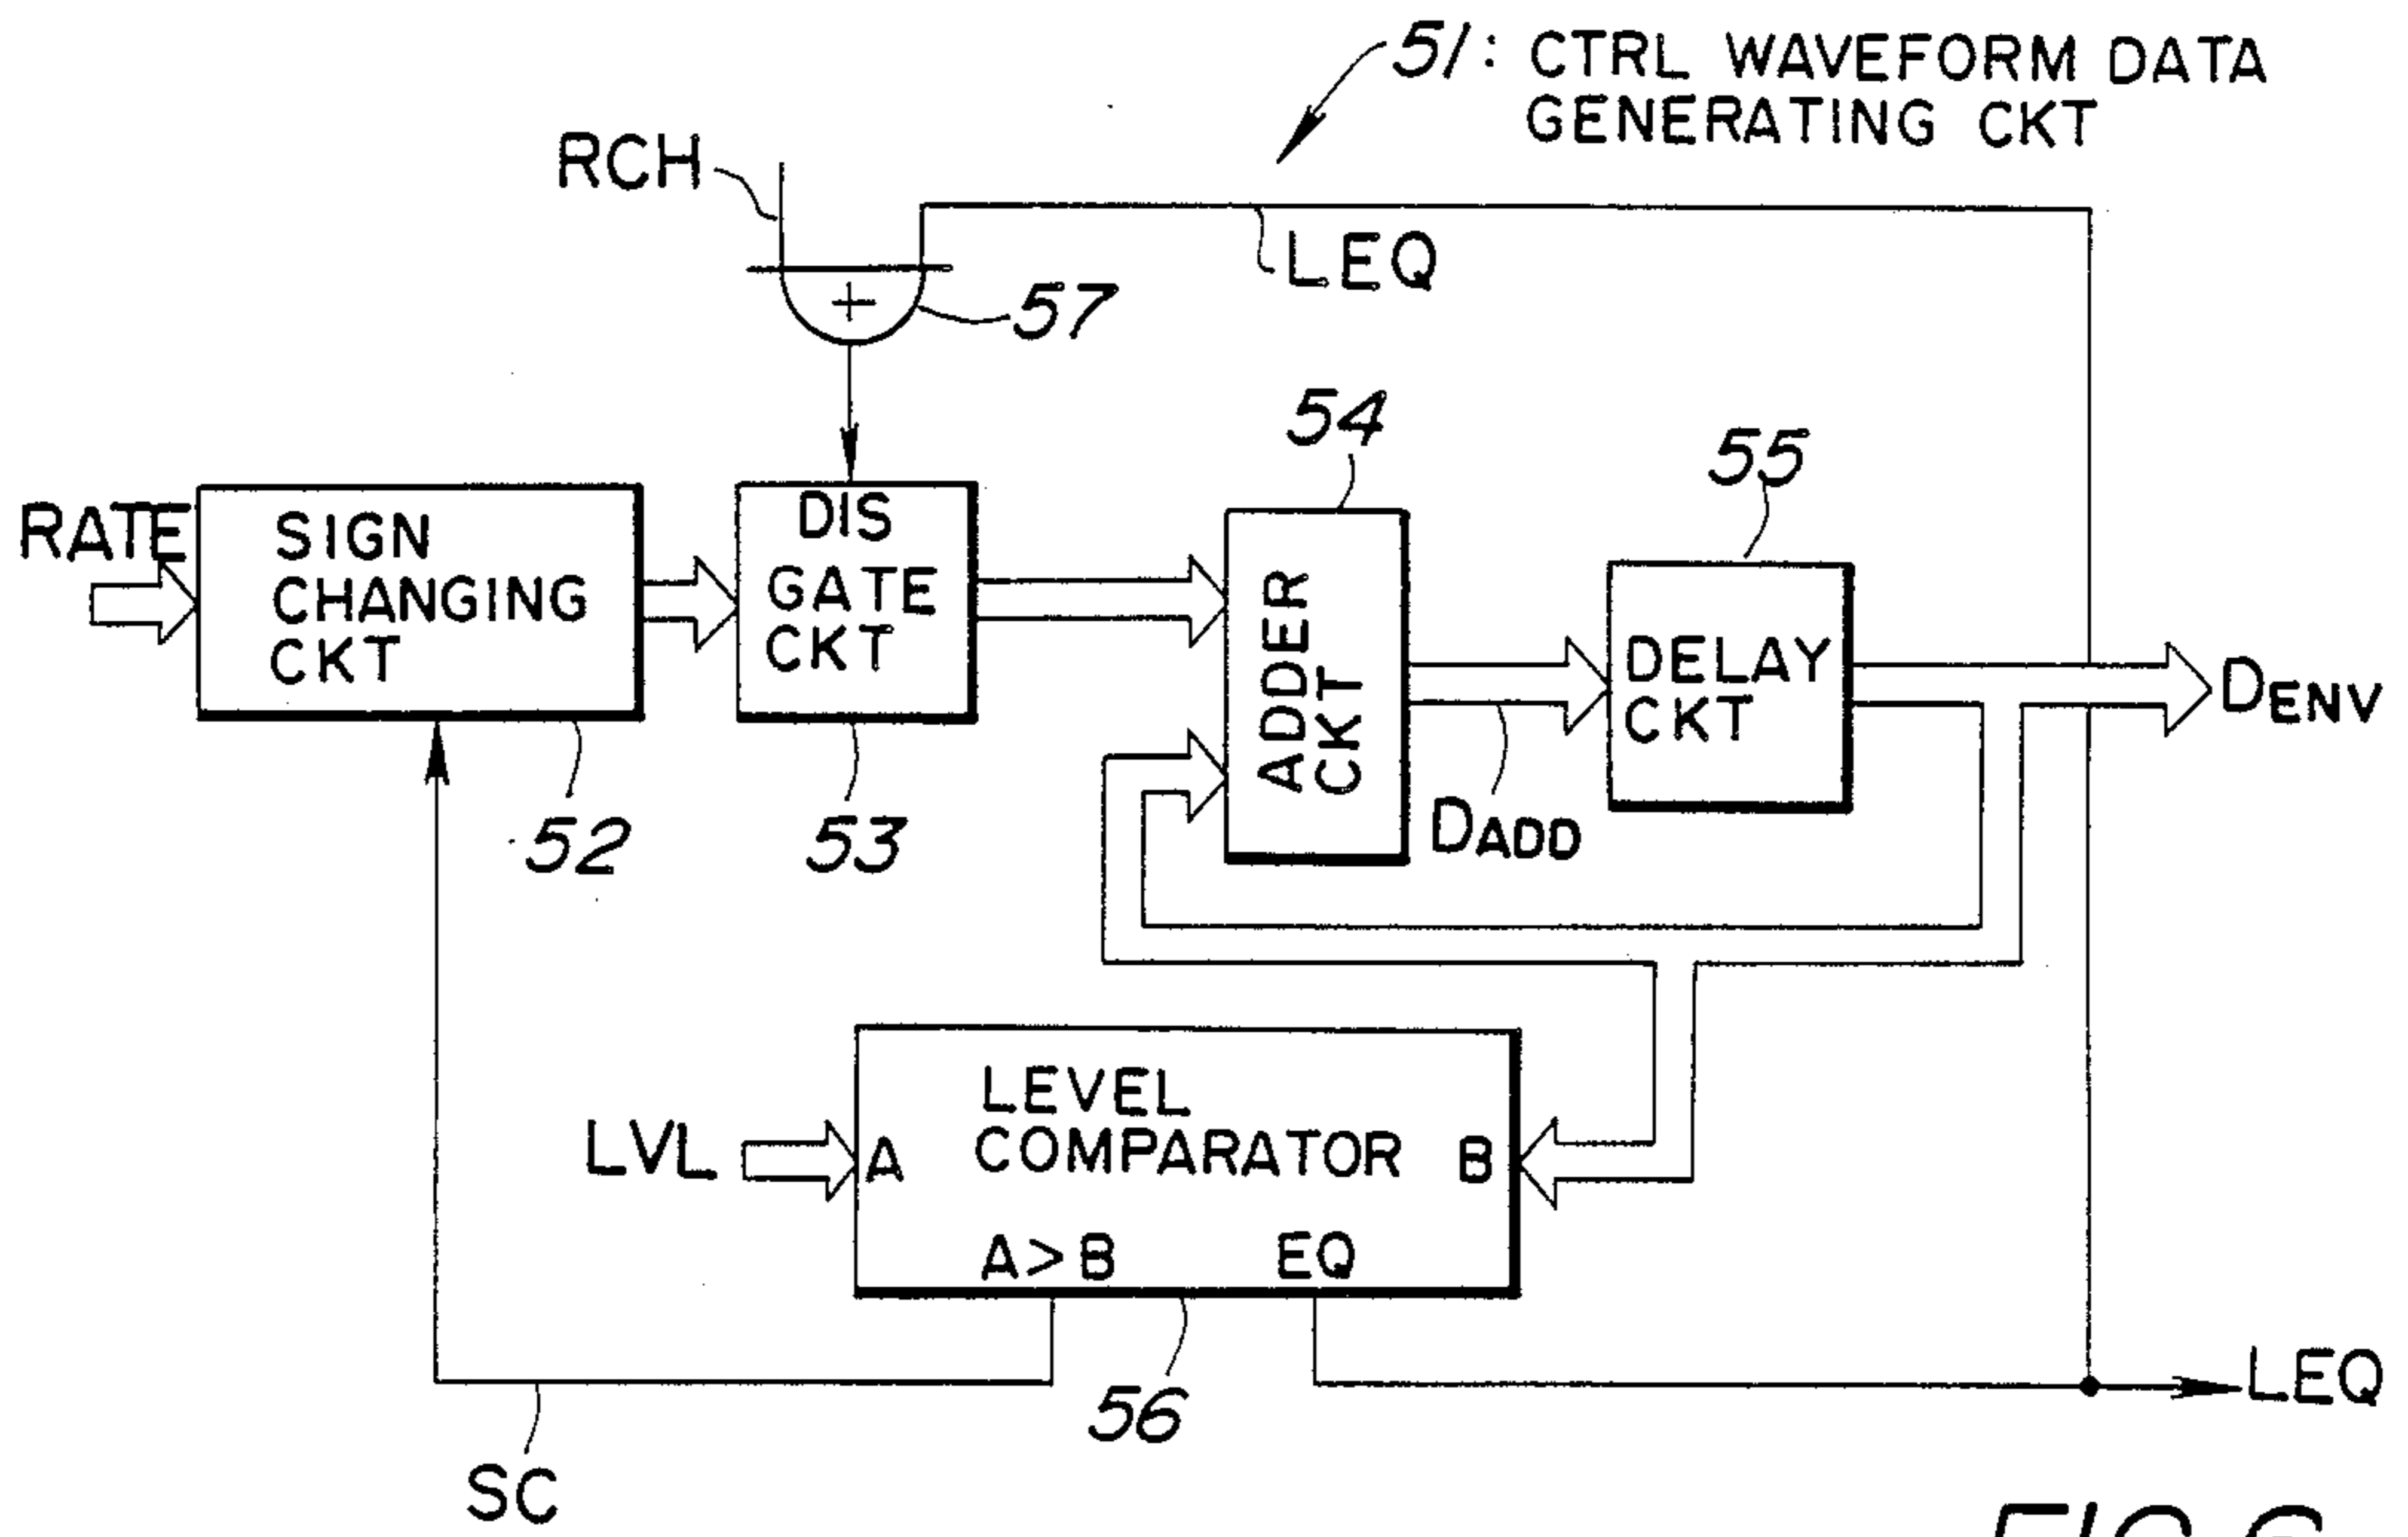 51: CTRL WAVEFORM DATA
GENERATING CKT
RCH
LEQ
+
57
54
55
RATE
SIGN
CHANGING
CKT
DIS
GATE
CKT
ADDER
CKT
DELAY
CKT
DENV
DADD
52
53
LEVEL
COMPARATOR
LVL
A
B
A>B
EQ
56
LEQ
SC